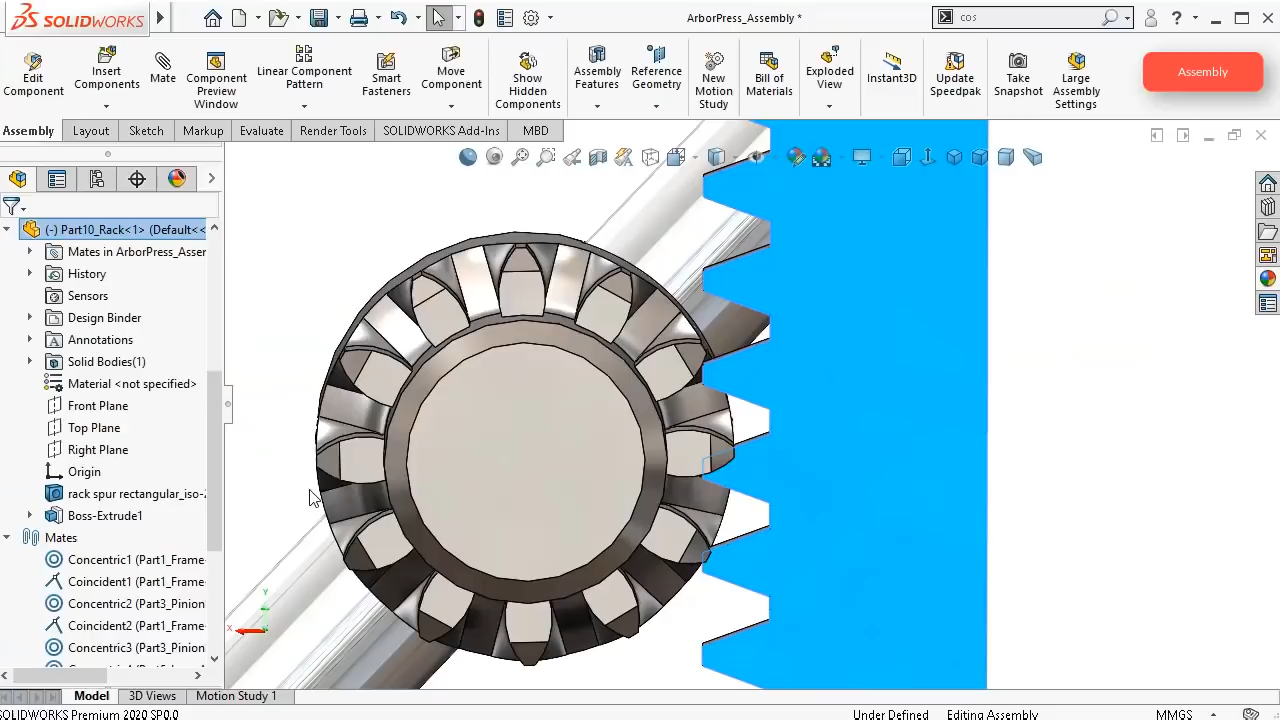 SOLIDWORKS
ArborPress_Assembly *
cos
Edit Component
Insert Components
Mate
Component Preview Window
Linear Component Pattern
Smart Fasteners
Move Component
Show Hidden Components
Assembly Features
Reference Geometry
New Motion Study
Bill of Materials
Exploded View
Instant3D
Update Speedpak
Take Snapshot
Large Assembly Settings
Assembly
Assembly
Layout
Sketch
Markup
Evaluate
Render Tools
SOLIDWORKS Add-Ins
MBD
(-) Part10_Rack<1> (Default<<
Mates in ArborPress_Asser
History
Sensors
Design Binder
Annotations
Solid Bodies(1)
Material <not specified>
Front Plane
Top Plane
Right Plane
Origin
rack spur rectangular_iso-
Boss-Extrude1
Mates
Concentric1 (Part1_Frame
Coincident1 (Part1_Frame
Concentric2 (Part3_Pinion
Coincident2 (Part1_Frame
Concentric3 (Part3_Pinion
Y
X
Model
3D Views
Motion Study 1
SOLIDWORKS Premium 2020 SP0.0
Under Defined
Editing Assembly
MMGS